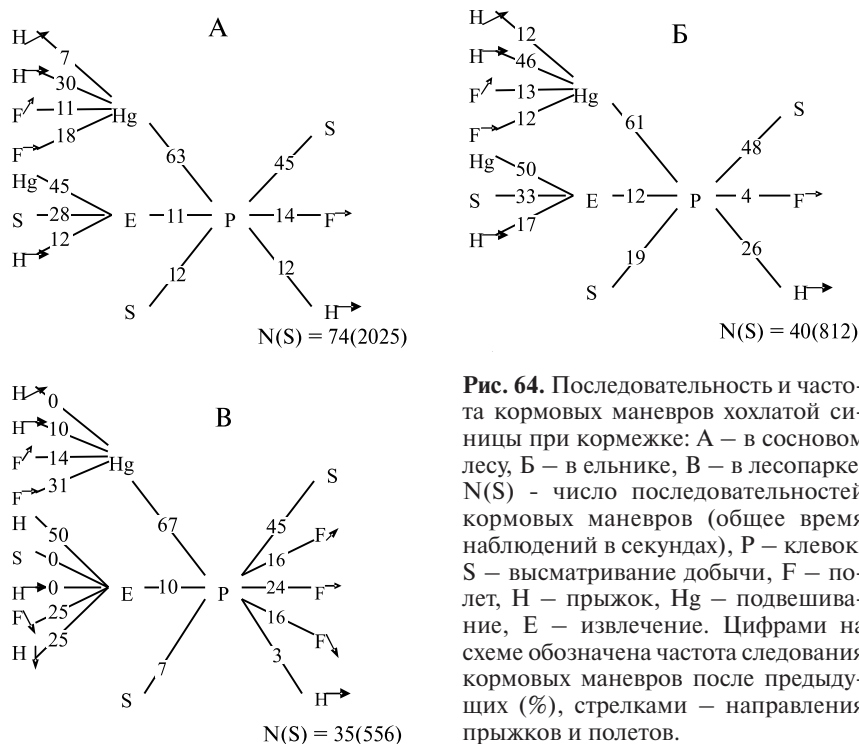 А
H
7
H
30
F
11
Hg
F
18
63
S
45
Hg
45
S
28
E
11
P
14
F
H
12
12
12
S
H
N(S) = 74(2025)
Б
H
12
H
46
F
13
Hg
F
12
61
S
48
Hg
50
S
33
E
12
P
4
F
H
17
19
26
S
H
N(S) = 40(812)
В
H
0
H
10
F
14
Hg
F
31
67
S
45
H
50
F
16
S
0
H
0
E
10
P
24
F
F
25
16
F
H
25
7
3
S
H
N(S) = 35(556)
Рис. 64. Последовательность и часто-
та кормовых маневров хохлатой си-
ницы при кормежке: А – в сосновом
лесу, Б – в ельнике, В – в лесопарке
N(S) - число последовательностей
кормовых маневров (общее время
наблюдений в секундах), P – клевок
S – высматривание добычи, F – по-
лет, H – прыжок, Hg – подвешива-
ние, E – извлечение. Цифрами на
схеме обозначена частота следования
кормовых маневров после предыду-
щих (%), стрелками – направления
прыжков и полетов.